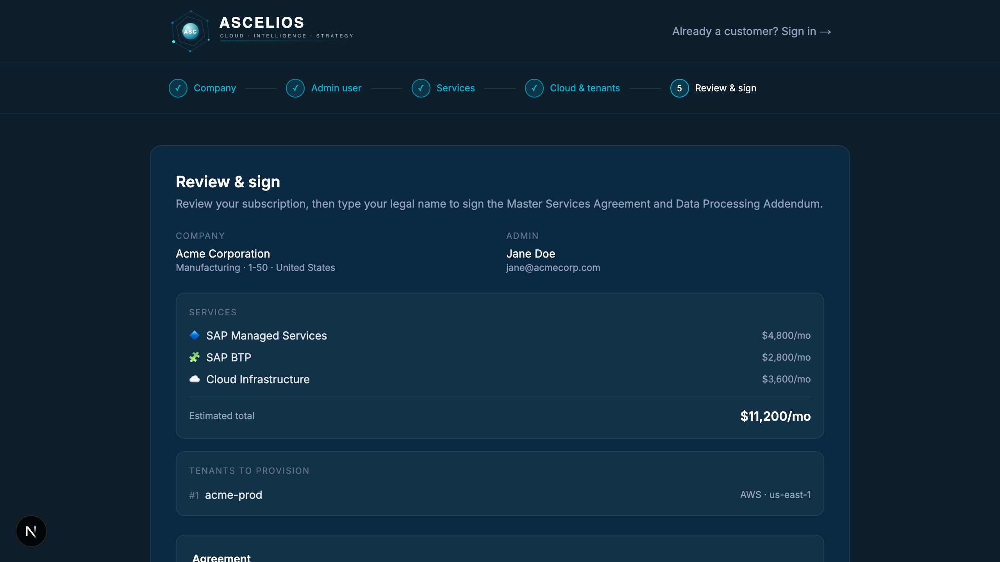 ASC
ASCELIOS
CLOUD · INTELLIGENCE · STRATEGY
Already a customer? Sign in →
✓ Company
✓ Admin user
✓ Services
✓ Cloud & tenants
5 Review & sign
Review & sign
Review your subscription, then type your legal name to sign the Master Services Agreement and Data Processing Addendum.
COMPANY
Acme Corporation
Manufacturing · 1-50 · United States
ADMIN
Jane Doe
jane@acmecorp.com
SERVICES
SAP Managed Services $4,800/mo
SAP BTP $2,800/mo
Cloud Infrastructure $3,600/mo
Estimated total $11,200/mo
TENANTS TO PROVISION
#1 acme-prod AWS · us-east-1
Agreement
N